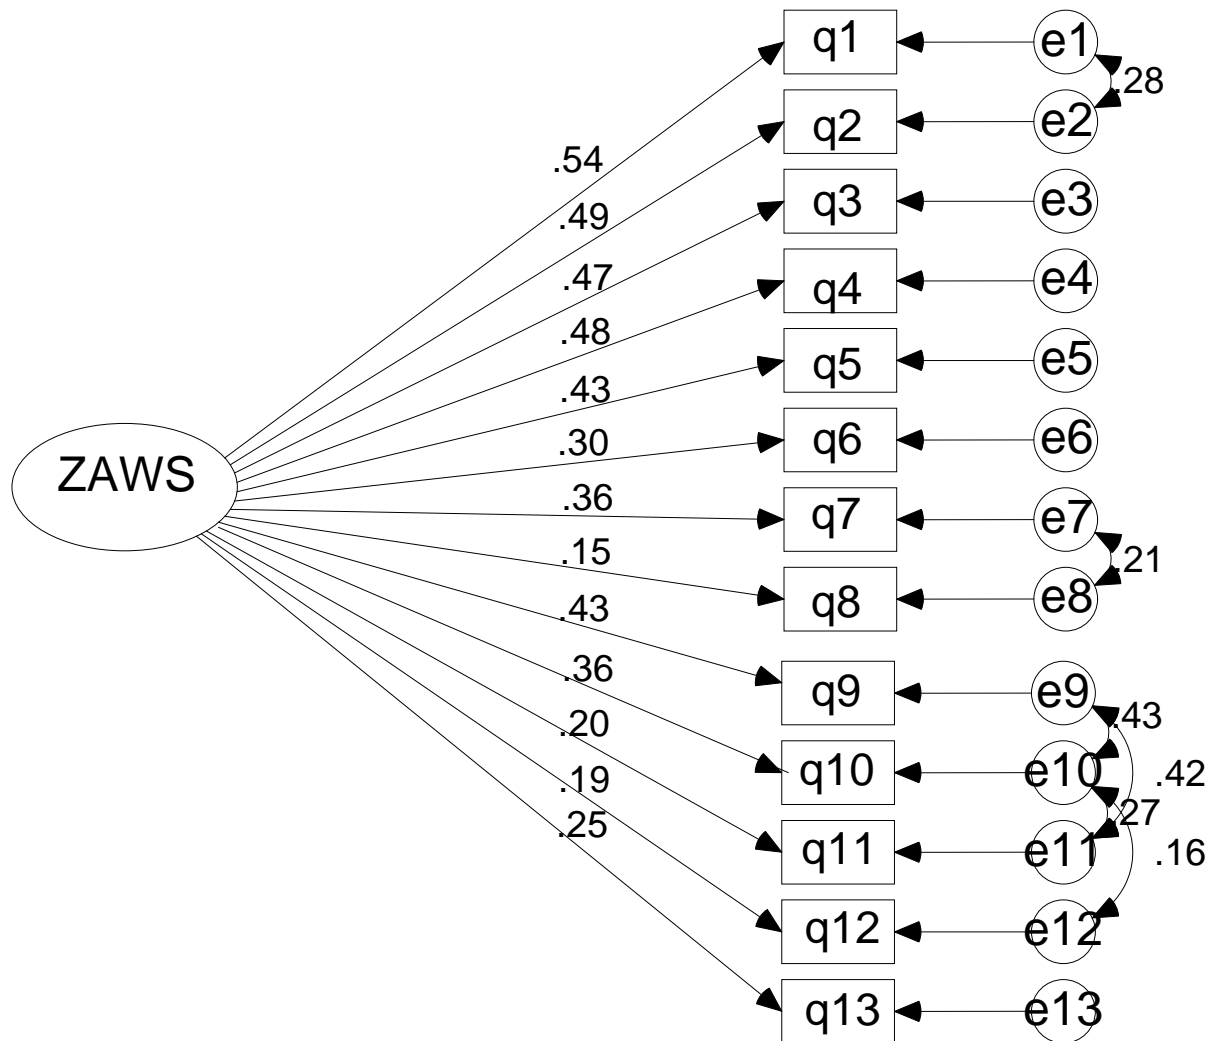 q1
e1
.28
q2
e2
.54
q3
e3
.49
q4
e4
.47
.48
q5
e5
.43
q6
e6
.30
ZAWS
.36
q7
e7
.15
.21
q8
e8
.43
.36
q9
e9
.43
.20
q10
e10
.42
.19
.27
.25
q11
e11
.16
q12
e12
q13
e13